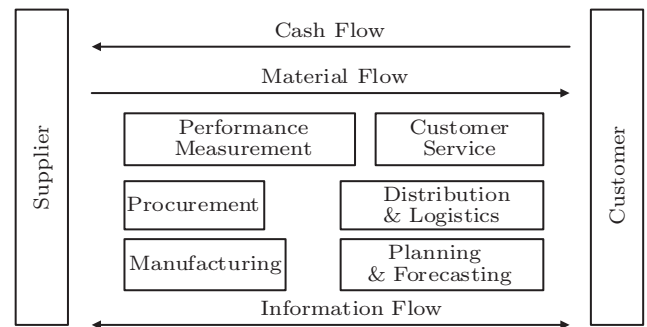 Cash Flow
Material Flow
Supplier
Performance
Measurement
Customer
Service
Procurement
Distribution
& Logistics
Manufacturing
Planning
& Forecasting
Information Flow
Customer